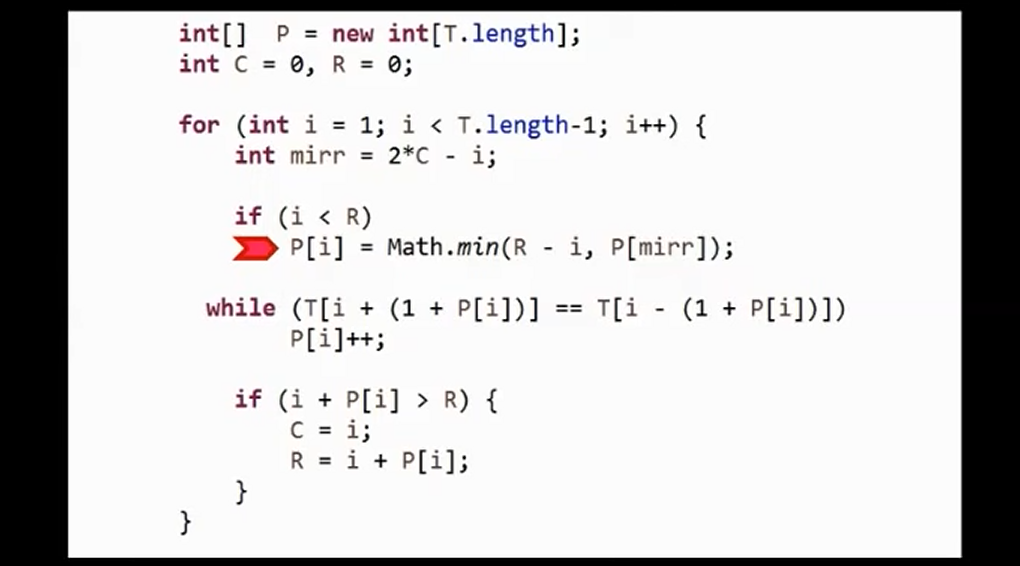 int[]  P = new int[T.length];
int C = 0, R = 0;
for (int i = 1; i < T.length-1; i++) {
int mirr = 2*C - i;
if (i < R)
P[i] = Math.min(R - i, P[mirr]);
while (T[i + (1 + P[i])] == T[i - (1 + P[i])])
P[i]++;
if (i + P[i] > R) {
C = i;
R = i + P[i];
}
}